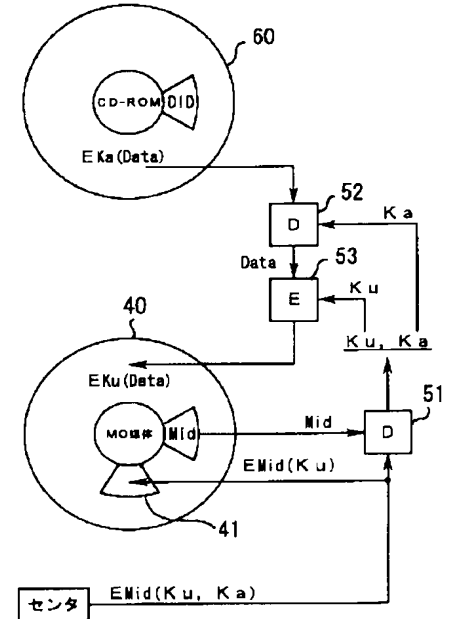 60
CD-ROM
DID
EKa(Data)
52
Ka
D
Data
53
Ku
E
40
Ku, Ka
EKu(Data)
51
MO媒体
Mid
Mid
D
EMid(Ku)
41
EMid(Ku, Ka)
センタ